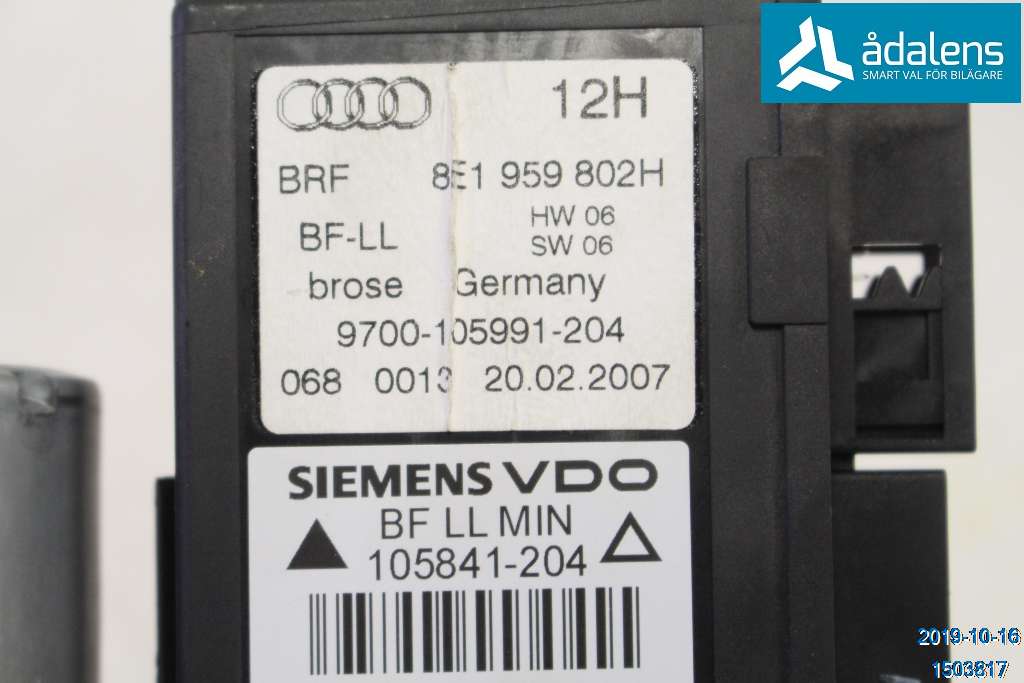 ådalens
SMART VAL FÖR BILÄGARE
12H
BRF 8E1 959 802H
BF-LL HW 06
SW 06
brose Germany
9700-105991-204
068 0013 20.02.2007
SIEMENS VDO
BF LL MIN
105841-204
2019-10-16
1503817